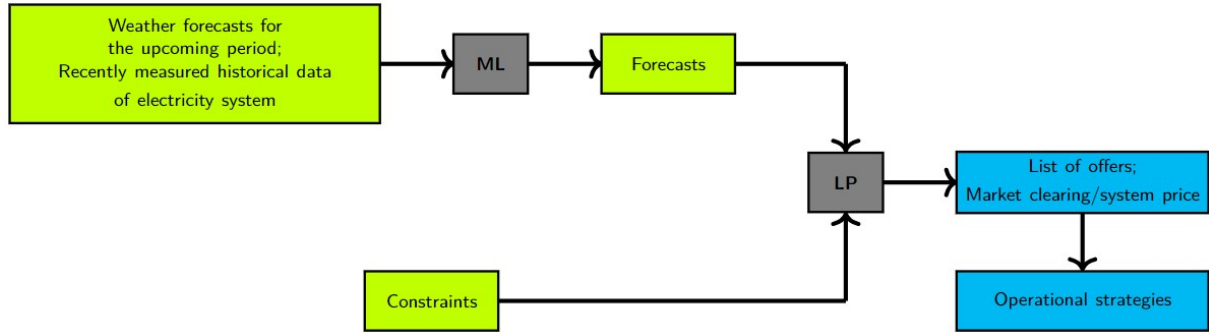 Weather forecasts for
the upcoming period;
Recently measured historical data
of electricity system
ML
Forecasts
LP
List of offers;
Market clearing/system price
Constraints
Operational strategies